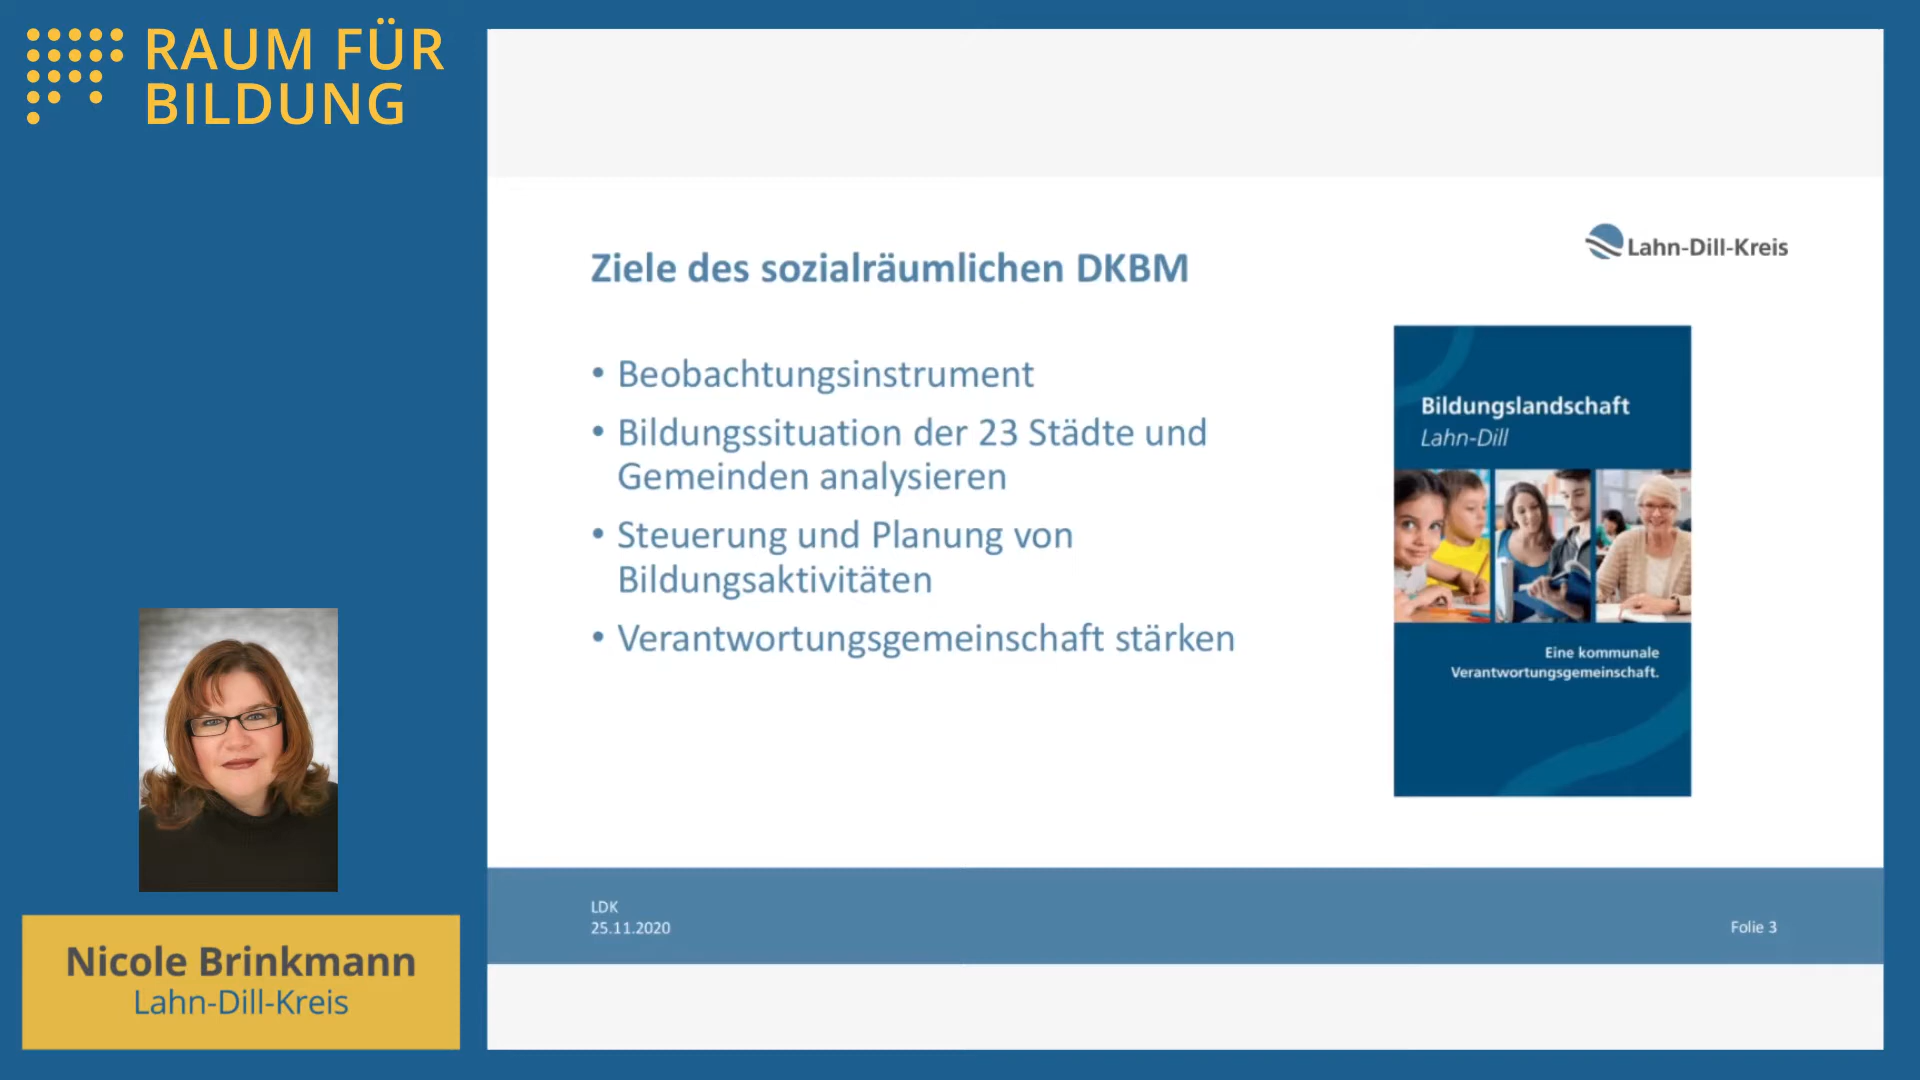 RAUM FÜR
BILDUNG
Lahn-Dill-Kreis
Ziele des sozialräumlichen DKBM
• Beobachtungsinstrument
• Bildungssituation der 23 Städte und
Gemeinden analysieren
• Steuerung und Planung von
Bildungsaktivitäten
• Verantwortungsgemeinschaft stärken
Bildungslandschaft
Lahn-Dill
Eine kommunale
Verantwortungsgemeinschaft.
LDK
25.11.2020
Folie 3
Nicole Brinkmann
Lahn-Dill-Kreis